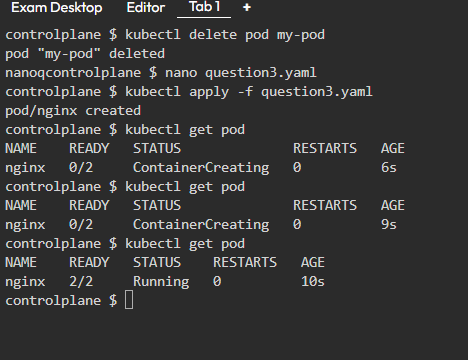 Exam Desktop Editor Tab 1 +
controlplane $ kubectl delete pod my-pod
pod "my-pod" deleted
nanoqcontrolplane $ nano question3.yaml
controlplane $ kubectl apply -f question3.yaml
pod/nginx created
controlplane $ kubectl get pod
NAME READY STATUS RESTARTS AGE
nginx 0/2 ContainerCreating 0 6s
controlplane $ kubectl get pod
NAME READY STATUS RESTARTS AGE
nginx 0/2 ContainerCreating 0 9s
controlplane $ kubectl get pod
NAME READY STATUS RESTARTS AGE
nginx 2/2 Running 0 10s
controlplane $